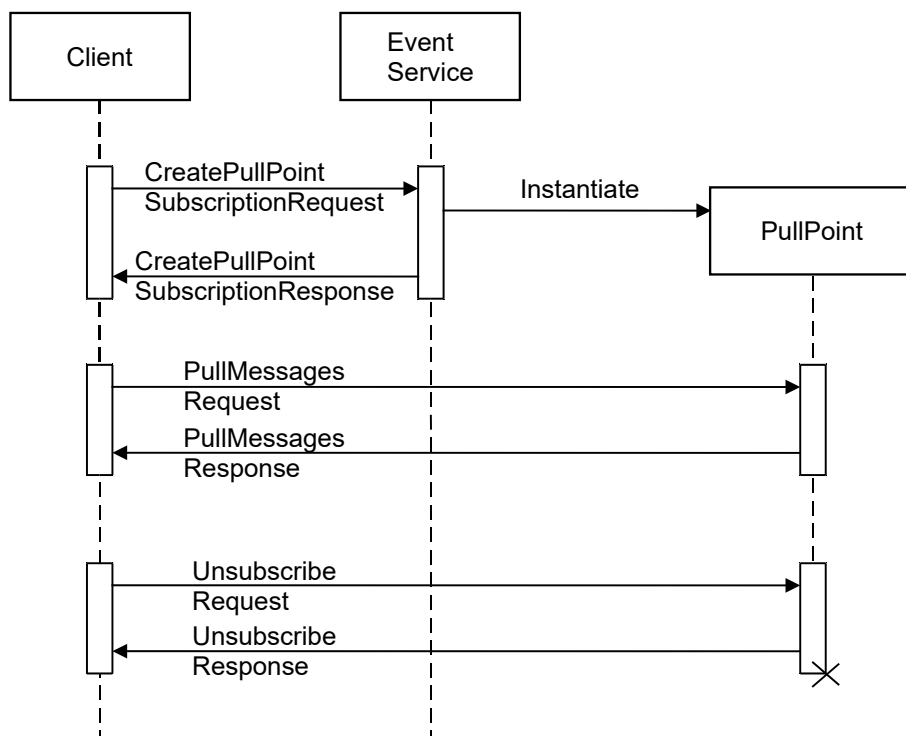 Client
Event
Service
CreatePullPoint
SubscriptionRequest
Instantiate
PullPoint
CreatePullPoint
SubscriptionResponse
PullMessages
Request
PullMessages
Response
Unsubscribe
Request
Unsubscribe
Response